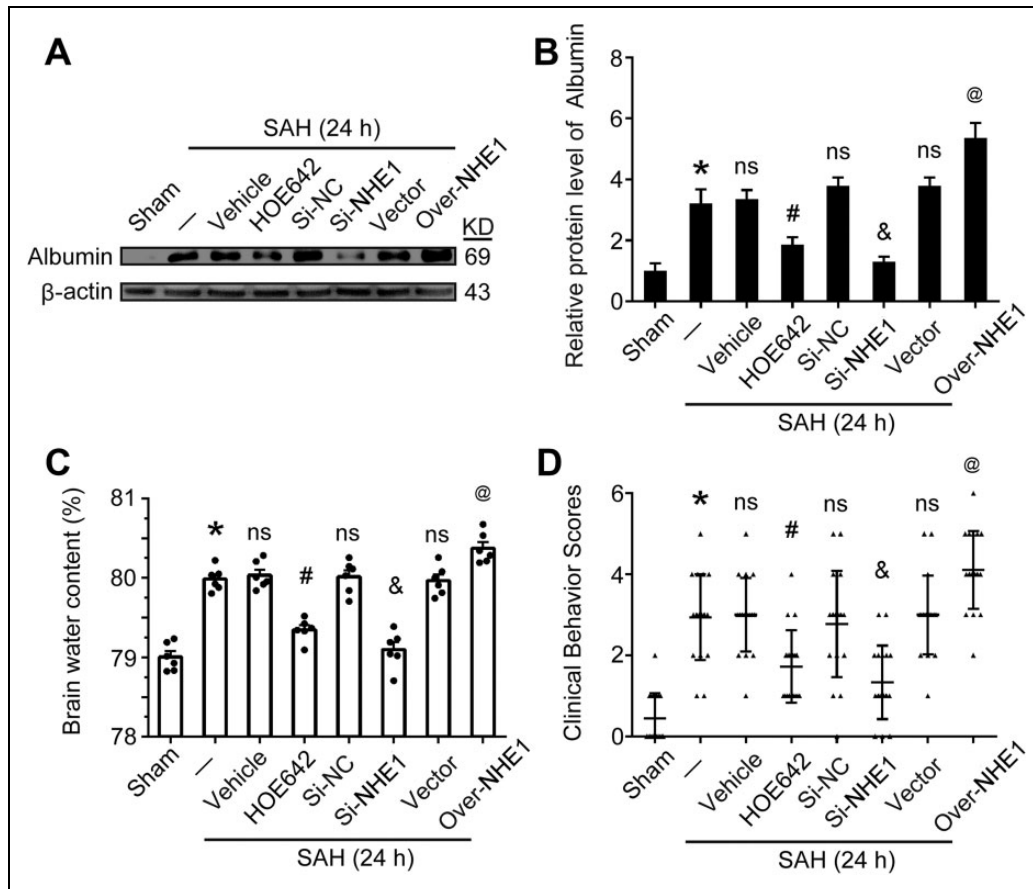 A
SAH (24 h)
Sham
—
Vehicle
HOE642
Si-NC
Si-NHE1
Vector
Over-NHE1
KD
Albumin 69
β-actin 43
B
Relative protein level of Albumin
8
6
4
2
0
*
ns
#
ns
&
ns
@
Sham
—
Vehicle
HOE642
Si-NC
Si-NHE1
Vector
Over-NHE1
SAH (24 h)
C
Brain water content (%)
81
80
79
78
*
ns
#
ns
&
ns
@
Sham
—
Vehicle
HOE642
Si-NC
Si-NHE1
Vector
Over-NHE1
SAH (24 h)
D
Clinical Behavior Scores
6
4
2
0
*
ns
#
ns
&
ns
@
Sham
—
Vehicle
HOE642
Si-NC
Si-NHE1
Vector
Over-NHE1
SAH (24 h)